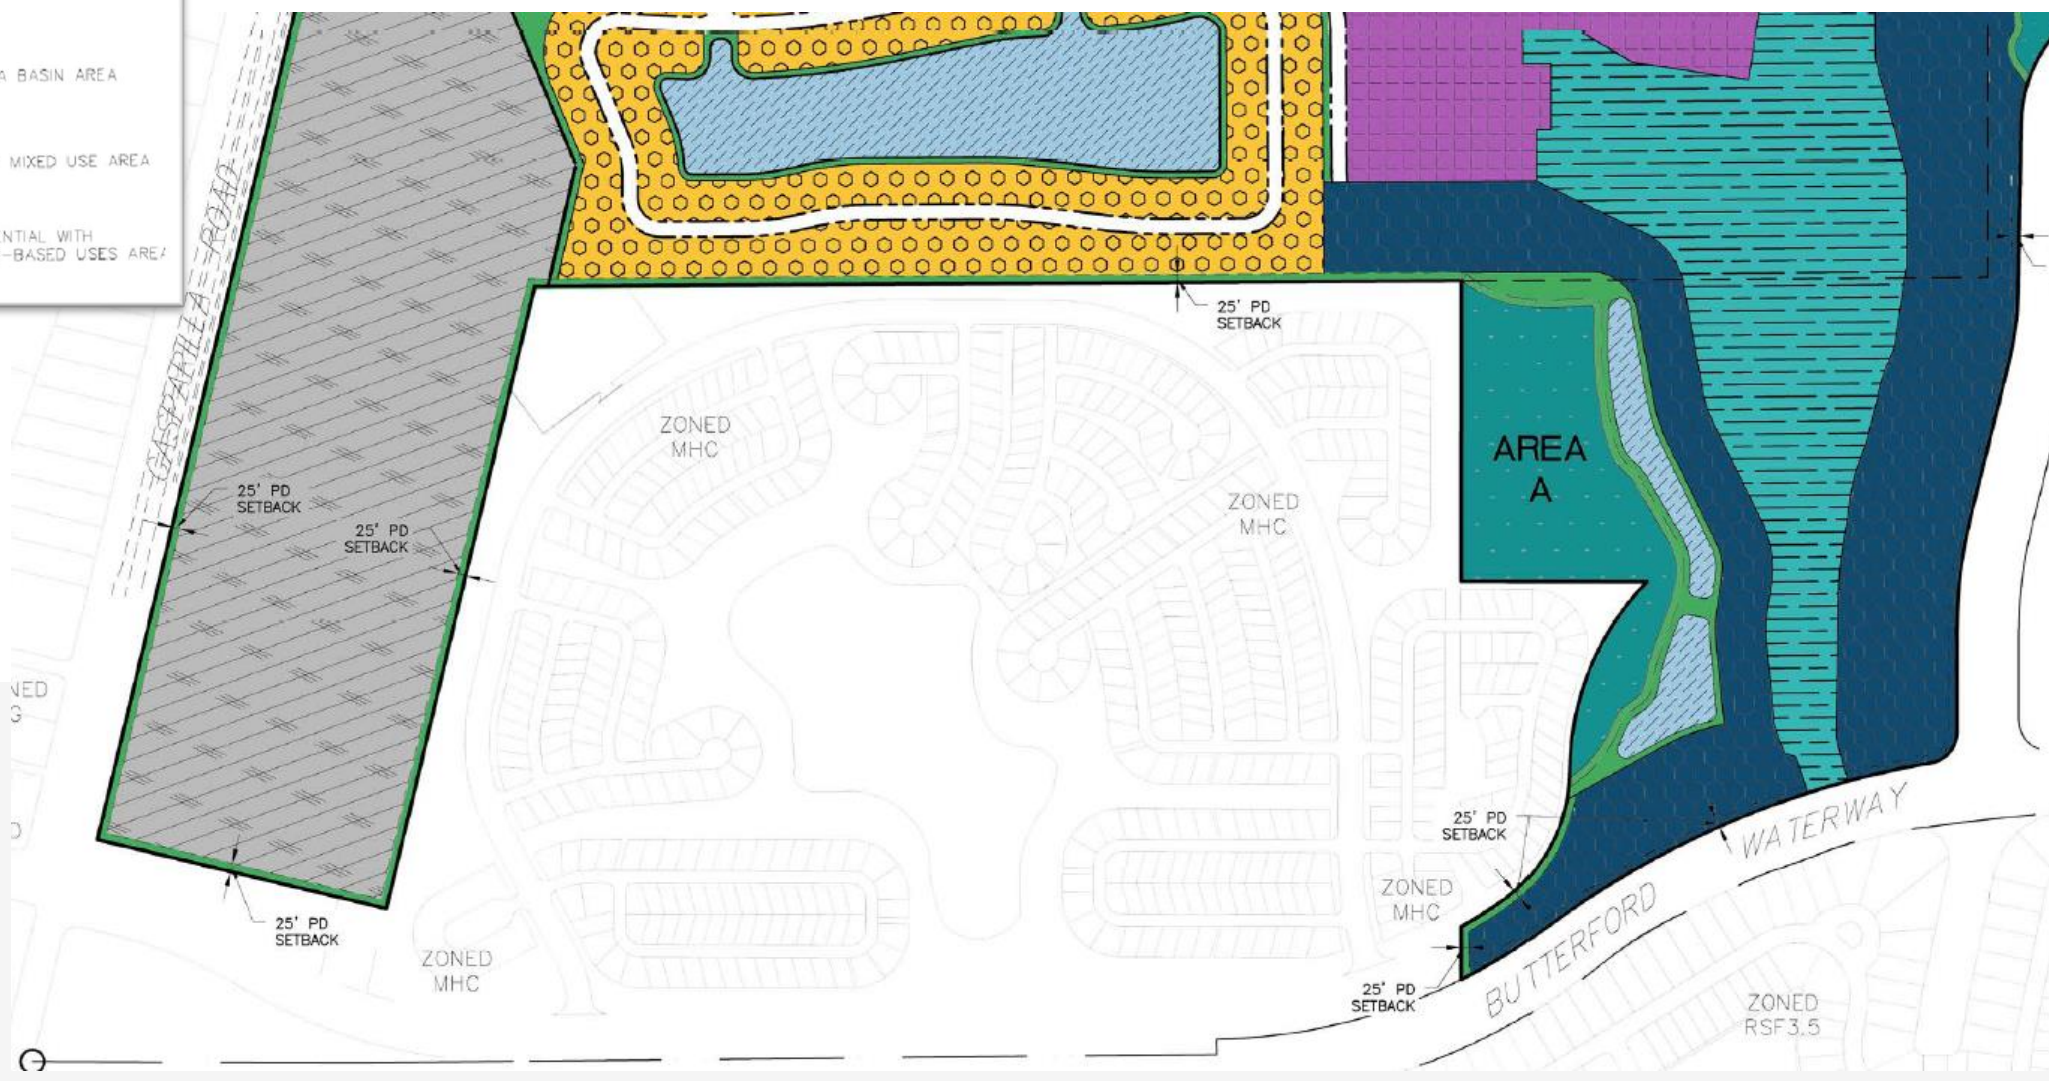 A BASIN AREA
MIXED USE AREA
NTIAL WITH
-BASED USES AREA
GASPARILLA ROAD
25' PD
SETBACK
ZONED
MHC
AREA
A
ZONED
MHC
25' PD
SETBACK
25' PD
SETBACK
NED
G
25' PD
SETBACK
WATERWAY
ZONED
MHC
BUTTERFORD
25' PD
SETBACK
ZONED
MHC
25' PD
SETBACK
ZONED
RSF3.5